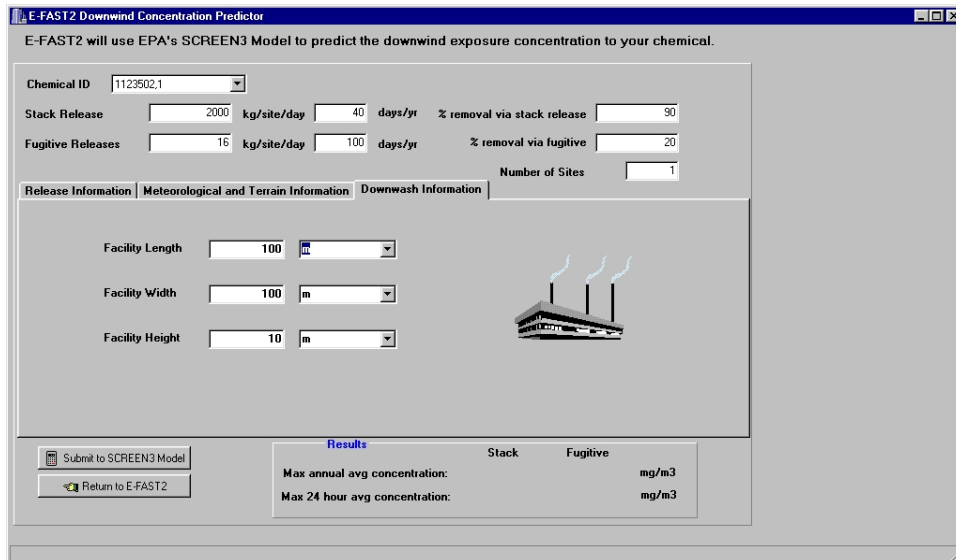 E-FAST2 Downwind Concentration Predictor
E-FAST2 will use EPA's SCREEN3 Model to predict the downwind exposure concentration to your chemical.
Chemical ID 1123502,1
Stack Release 2000 kg/site/day 40 days/yr % removal via stack release 90
Fugitive Releases 16 kg/site/day 100 days/yr % removal via fugitive 20
Number of Sites 1
Release Information Meteorological and Terrain Information Downwash Information
Facility Length 100 m
Facility Width 100 m
Facility Height 10 m
Results
Submit to SCREEN3 Model Stack Fugitive
Max annual avg concentration: mg/m3
Return to E-FAST2
Max 24 hour avg concentration: mg/m3